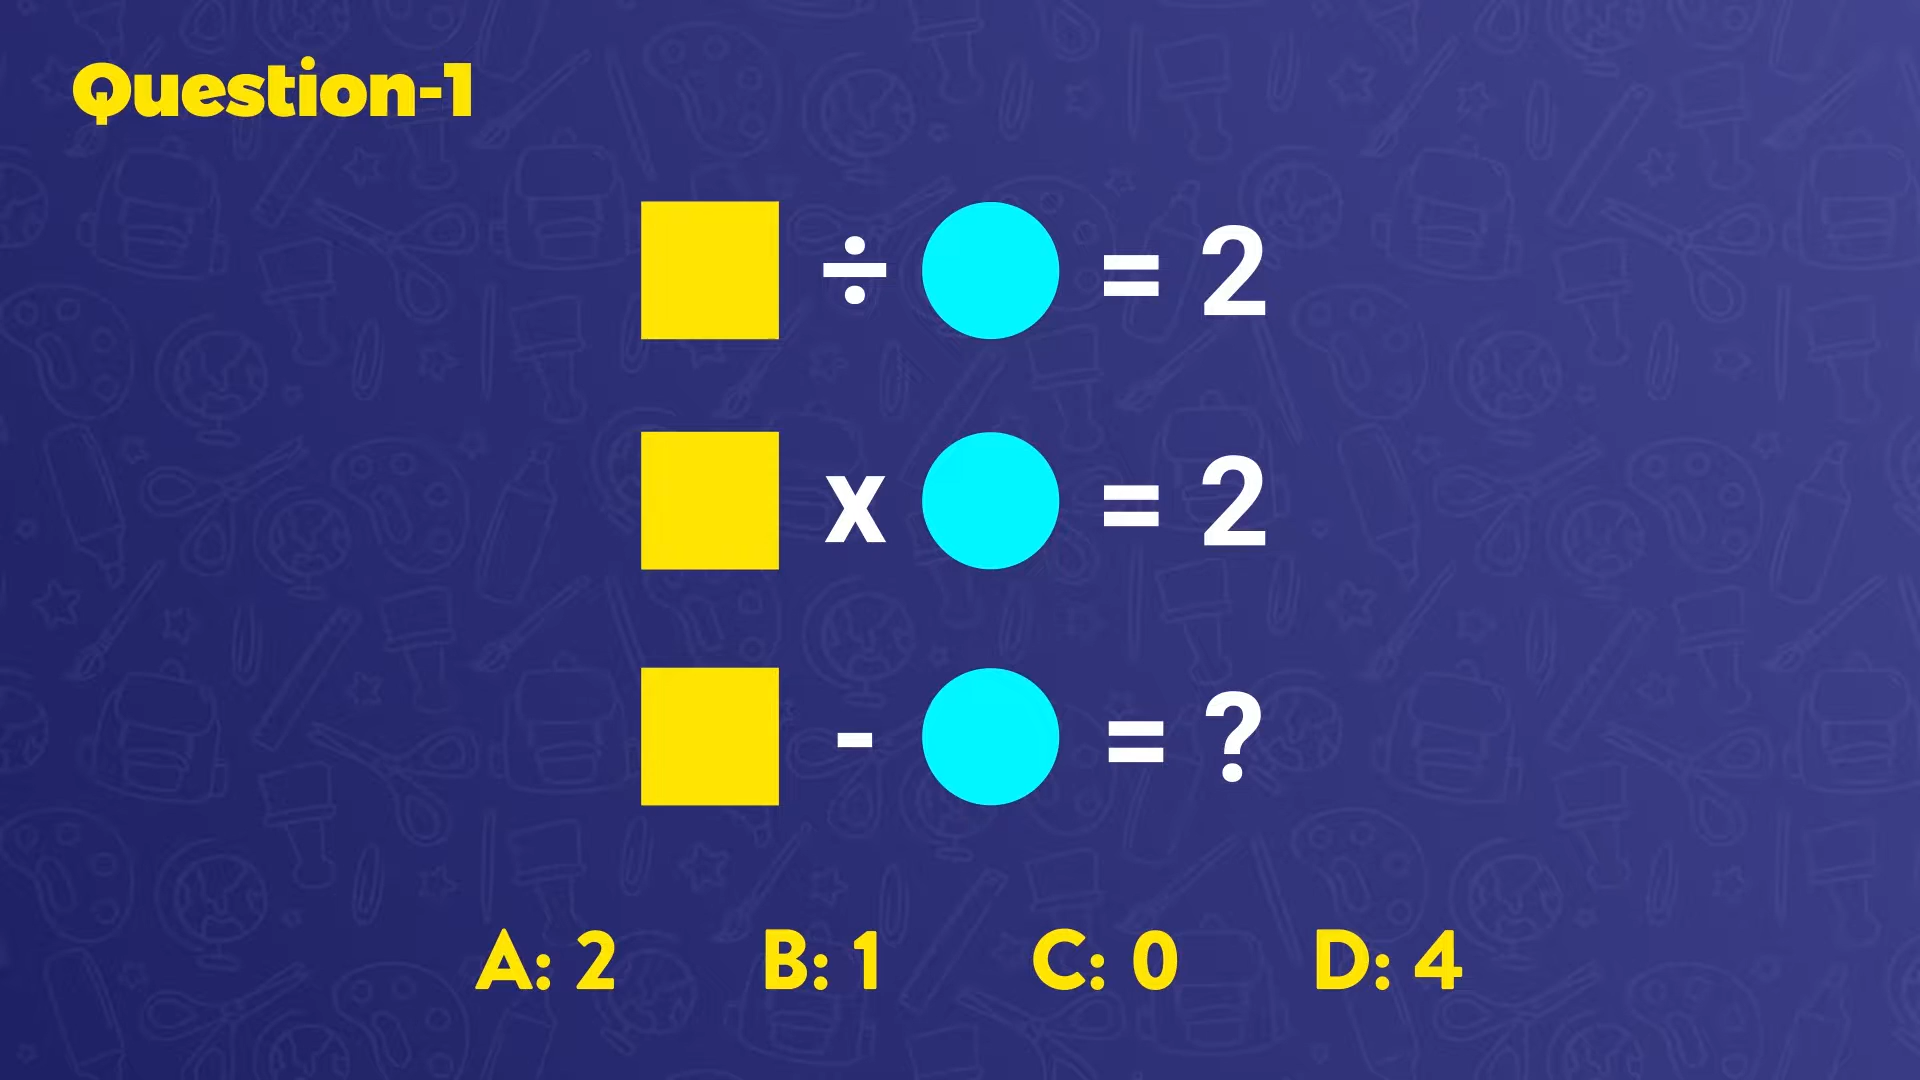 Question-1
÷ = 2
x = 2
- = ?
A: 2 B: 1 C: 0 D: 4